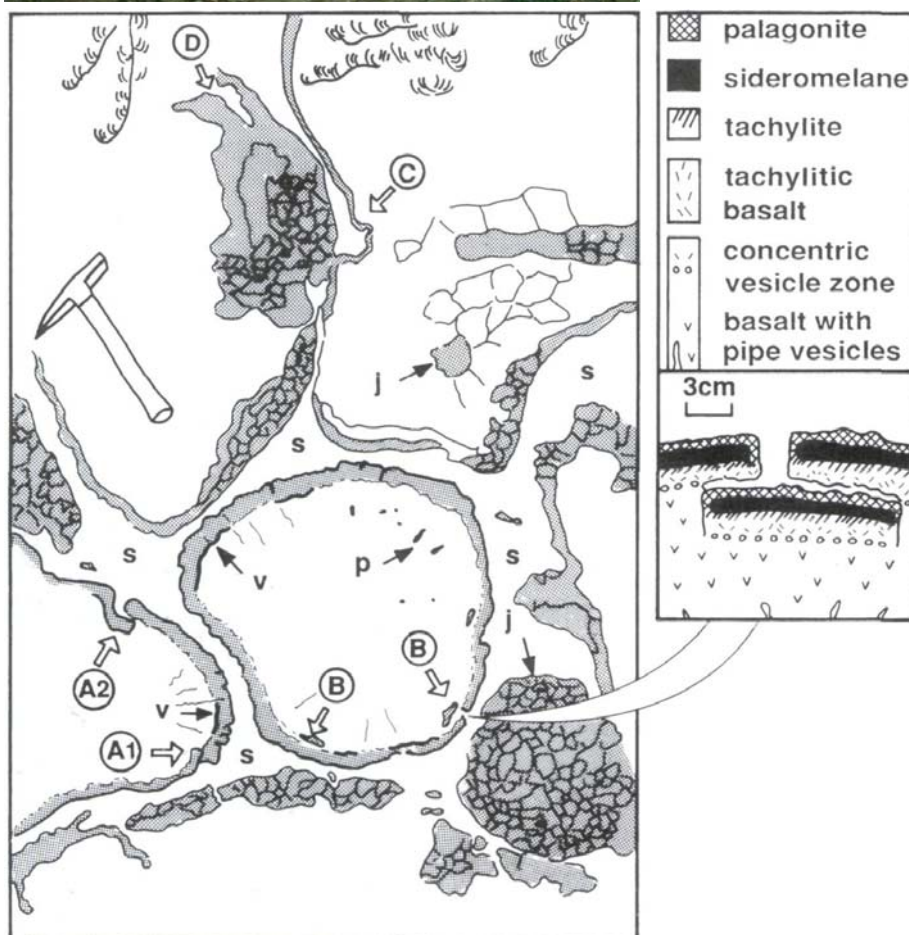 D
C
j
s
s
s
s
v
p
j
B
B
A2
v
A1
s
palagonite
sideromelane
tachylite
tachylitic
basalt
concentric
vesicle zone
basalt with
pipe vesicles
3cm